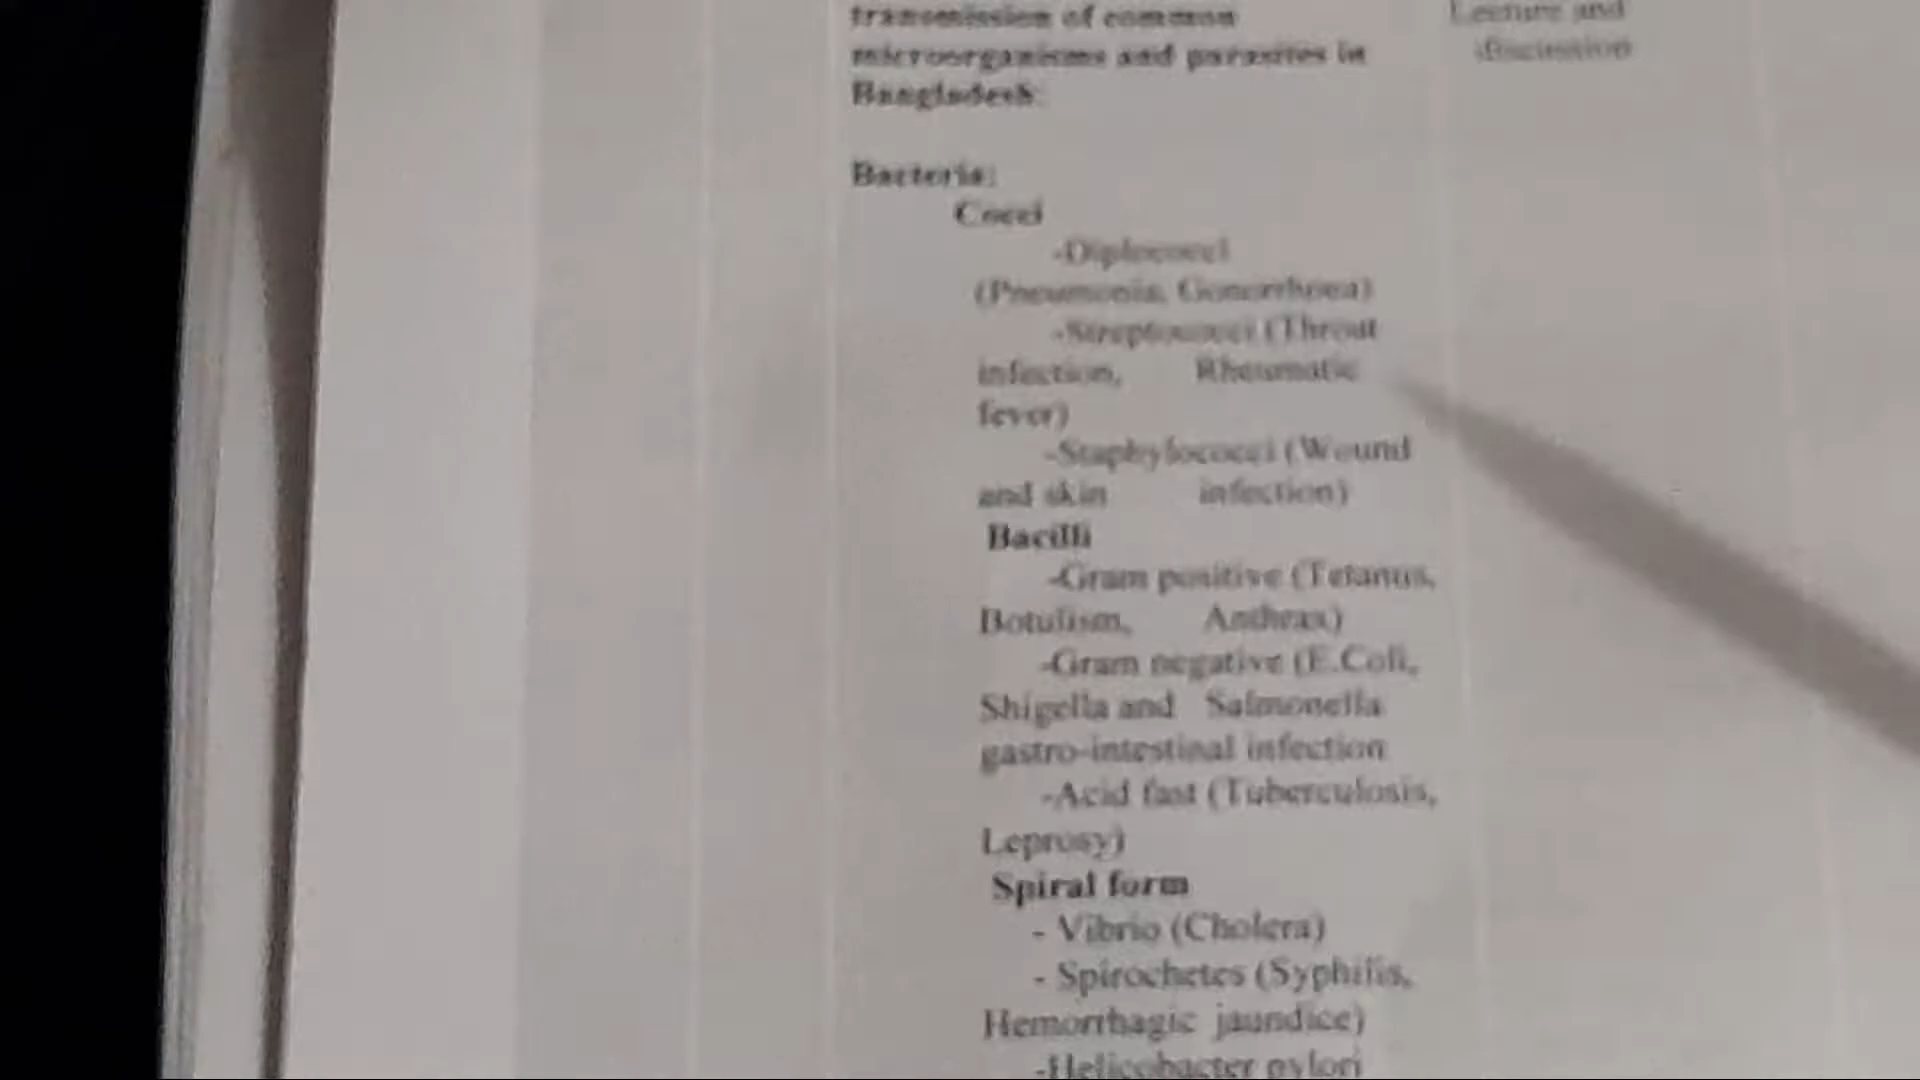 transmission of common
microorganisms and parasites in
Bangladesh:
Lecture and
discussion
Bacteria:
Cocci
-Diplococci
(Pneumonia, Gonorrhoea)
-Streptococci (Throat
infection, Rheumatic
fever)
-Staphylococci (Wound
and skin infection)
Bacilli
-Gram positive (Tetanus,
Botulism, Anthrax)
-Gram negative (E.Coli,
Shigella and Salmonella
gastro-intestinal infection
-Acid fast (Tuberculosis,
Leprosy)
Spiral form
- Vibrio (Cholera)
- Spirochetes (Syphilis,
Hemorrhagic jaundice)
-Helicobacter pylori